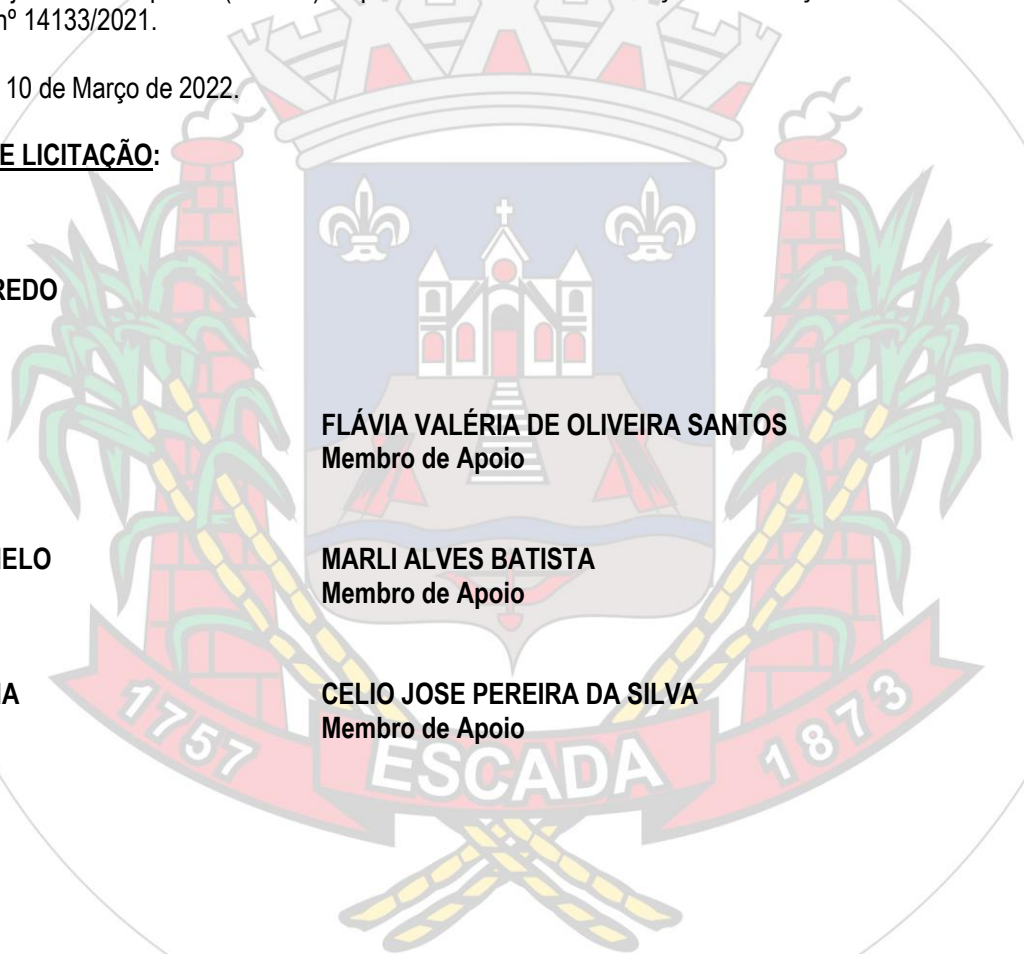 nº 14133/2021.
10 de Março de 2022.
E LICITAÇÃO:
REDO
FLÁVIA VALÉRIA DE OLIVEIRA SANTOS
Membro de Apoio
MARLI ALVES BATISTA
Membro de Apoio
CELIO JOSE PEREIRA DA SILVA
Membro de Apoio
1757
ESCADA
1873